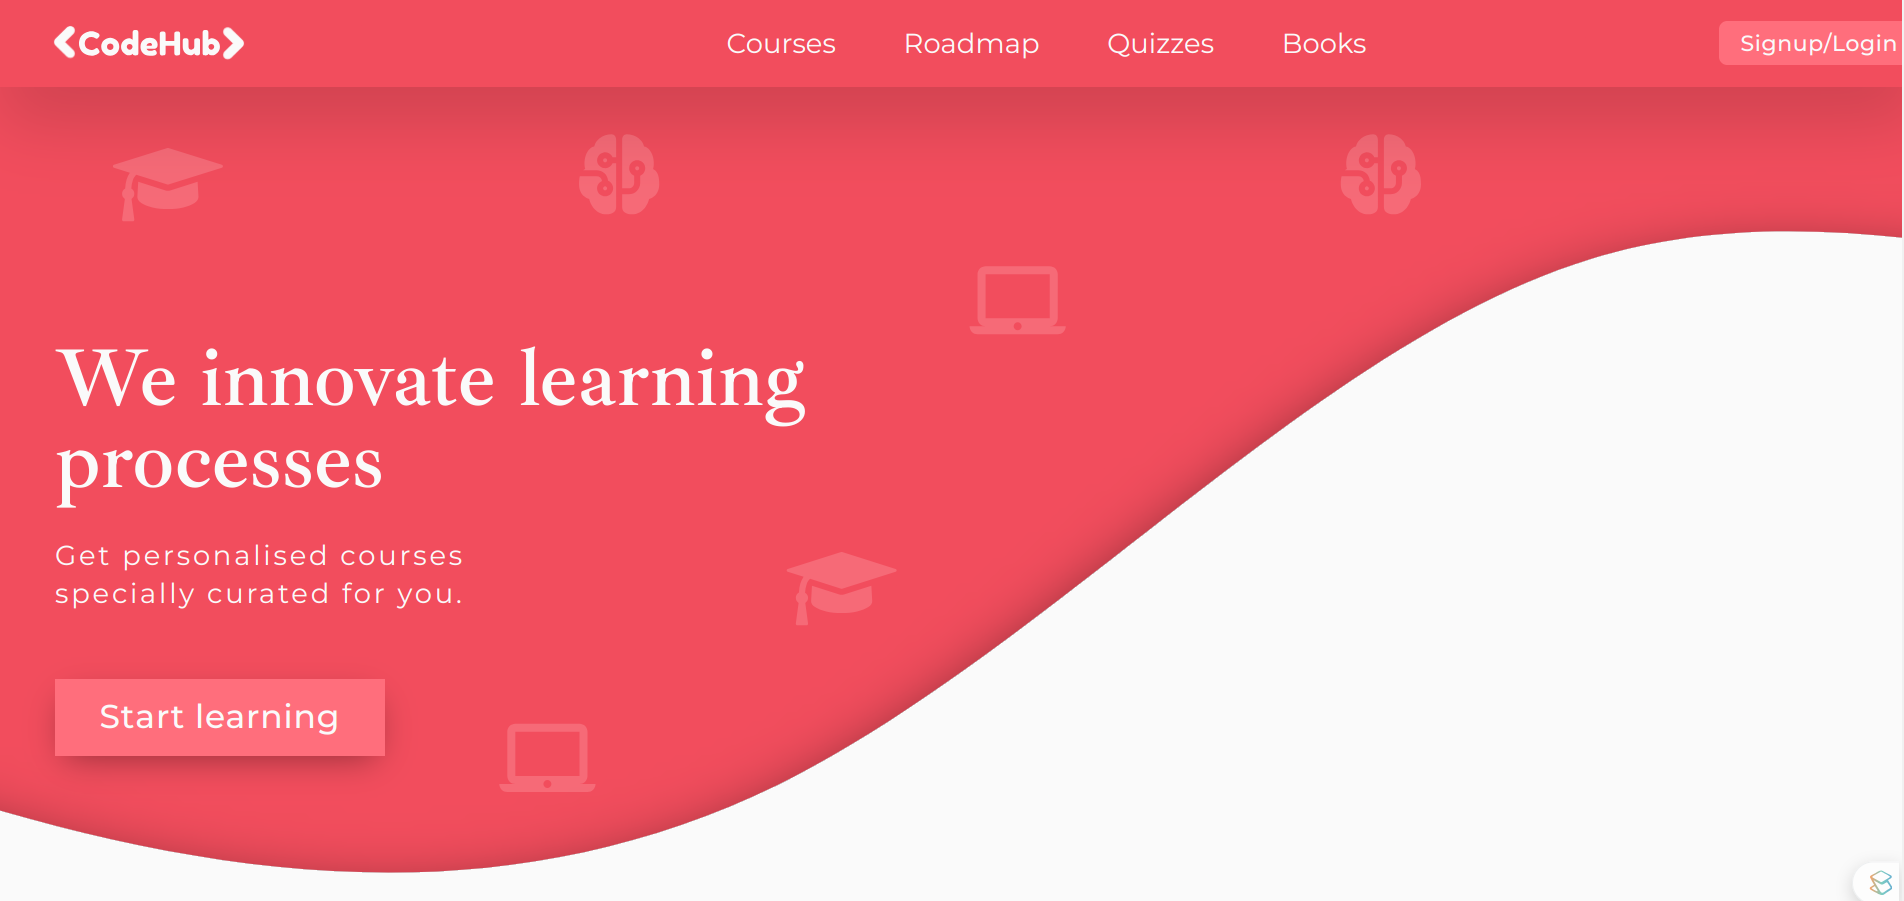 CodeHub
Courses
Roadmap
Quizzes
Books
Signup/Login
We innovate learning
processes
Get personalised courses
specially curated for you.
Start learning